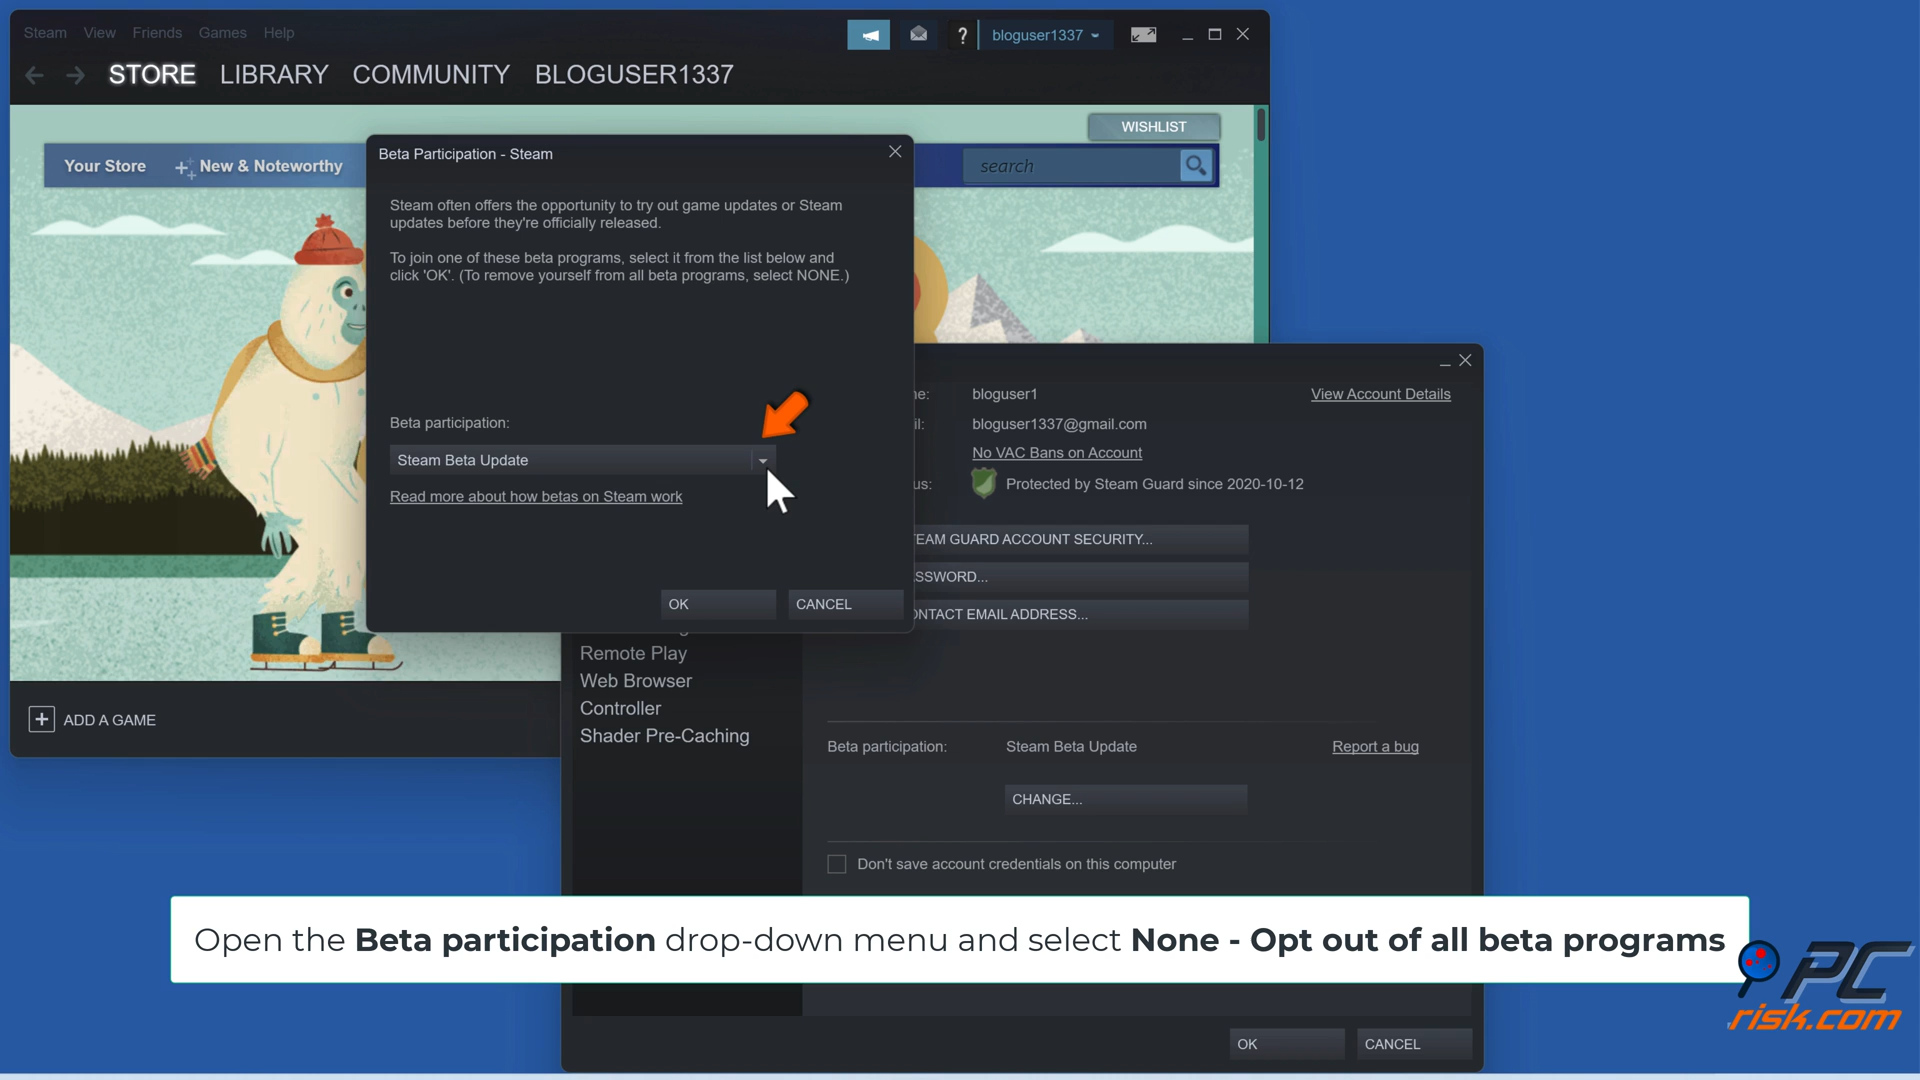 Steam View Friends Games Help
? bloguser1337
STORE LIBRARY COMMUNITY BLOGUSER1337
WISHLIST
Your Store New & Noteworthy
search
Beta Participation - Steam
Steam often offers the opportunity to try out game updates or Steam
updates before they're officially released.
To join one of these beta programs, select it from the list below and
click 'OK'. (To remove yourself from all beta programs, select NONE.)
Beta participation:
Steam Beta Update
Read more about how betas on Steam work
OK CANCEL
bloguser1 View Account Details
bloguser1337@gmail.com
No VAC Bans on Account
us: Protected by Steam Guard since 2020-10-12
EAM GUARD ACCOUNT SECURITY...
SSWORD...
ONTACT EMAIL ADDRESS...
Remote Play
Web Browser
Controller
Shader Pre-Caching
ADD A GAME
Beta participation: Steam Beta Update Report a bug
CHANGE...
Don't save account credentials on this computer
Open the Beta participation drop-down menu and select None - Opt out of all beta programs
PC
risk.com
OK CANCEL